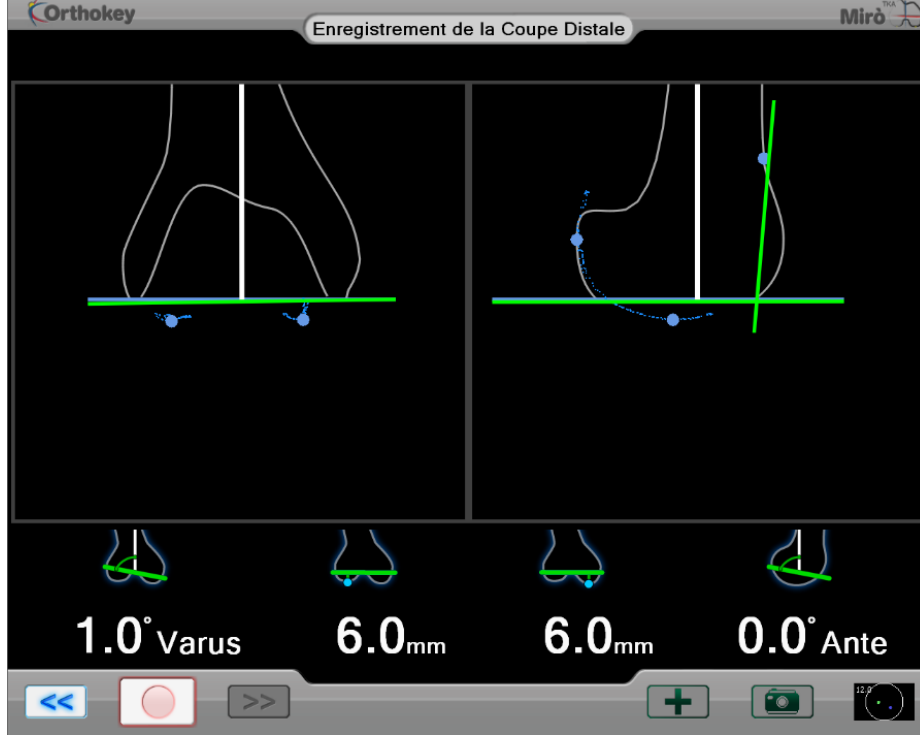 Orthokey
Enregistrement de la Coupe Distale
Mirò TKA
1.0° Varus
6.0mm
6.0mm
0.0° Ante
<<
>>
12.0